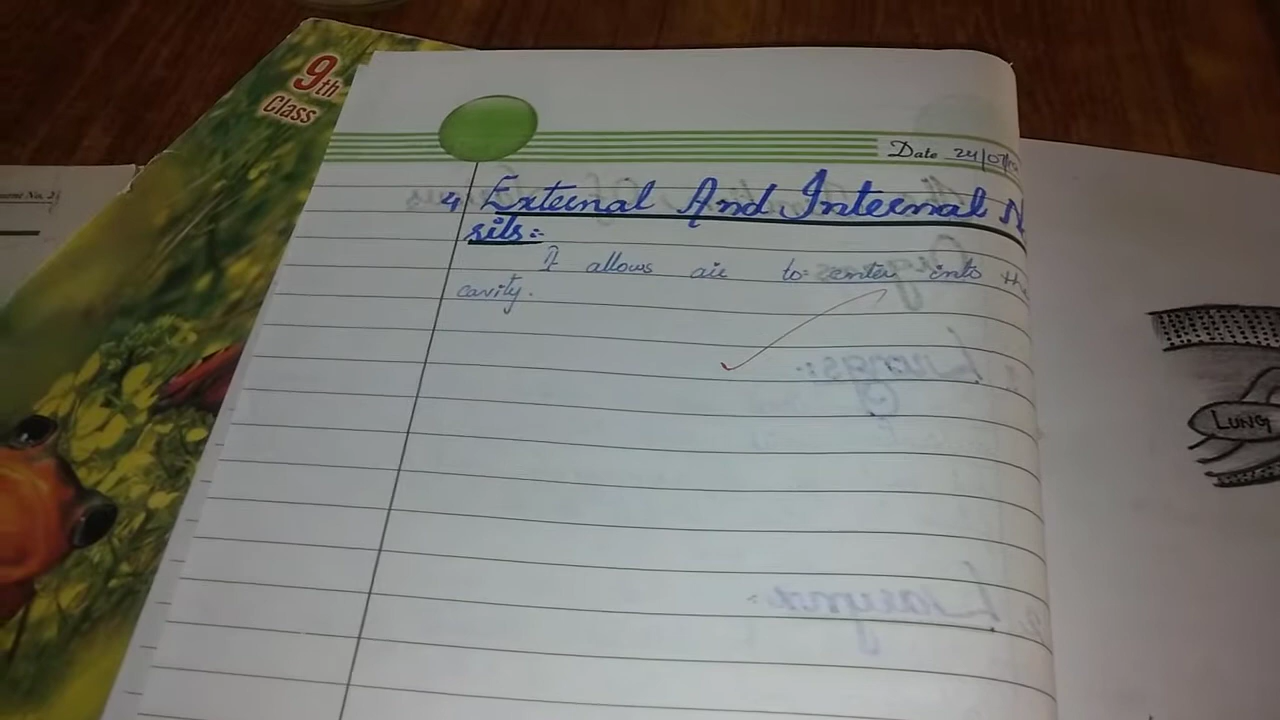 9th
Class
Date 24/07/
4, External And Internal N
sils:-
It allows air to enter into the
cavity.
LUNG